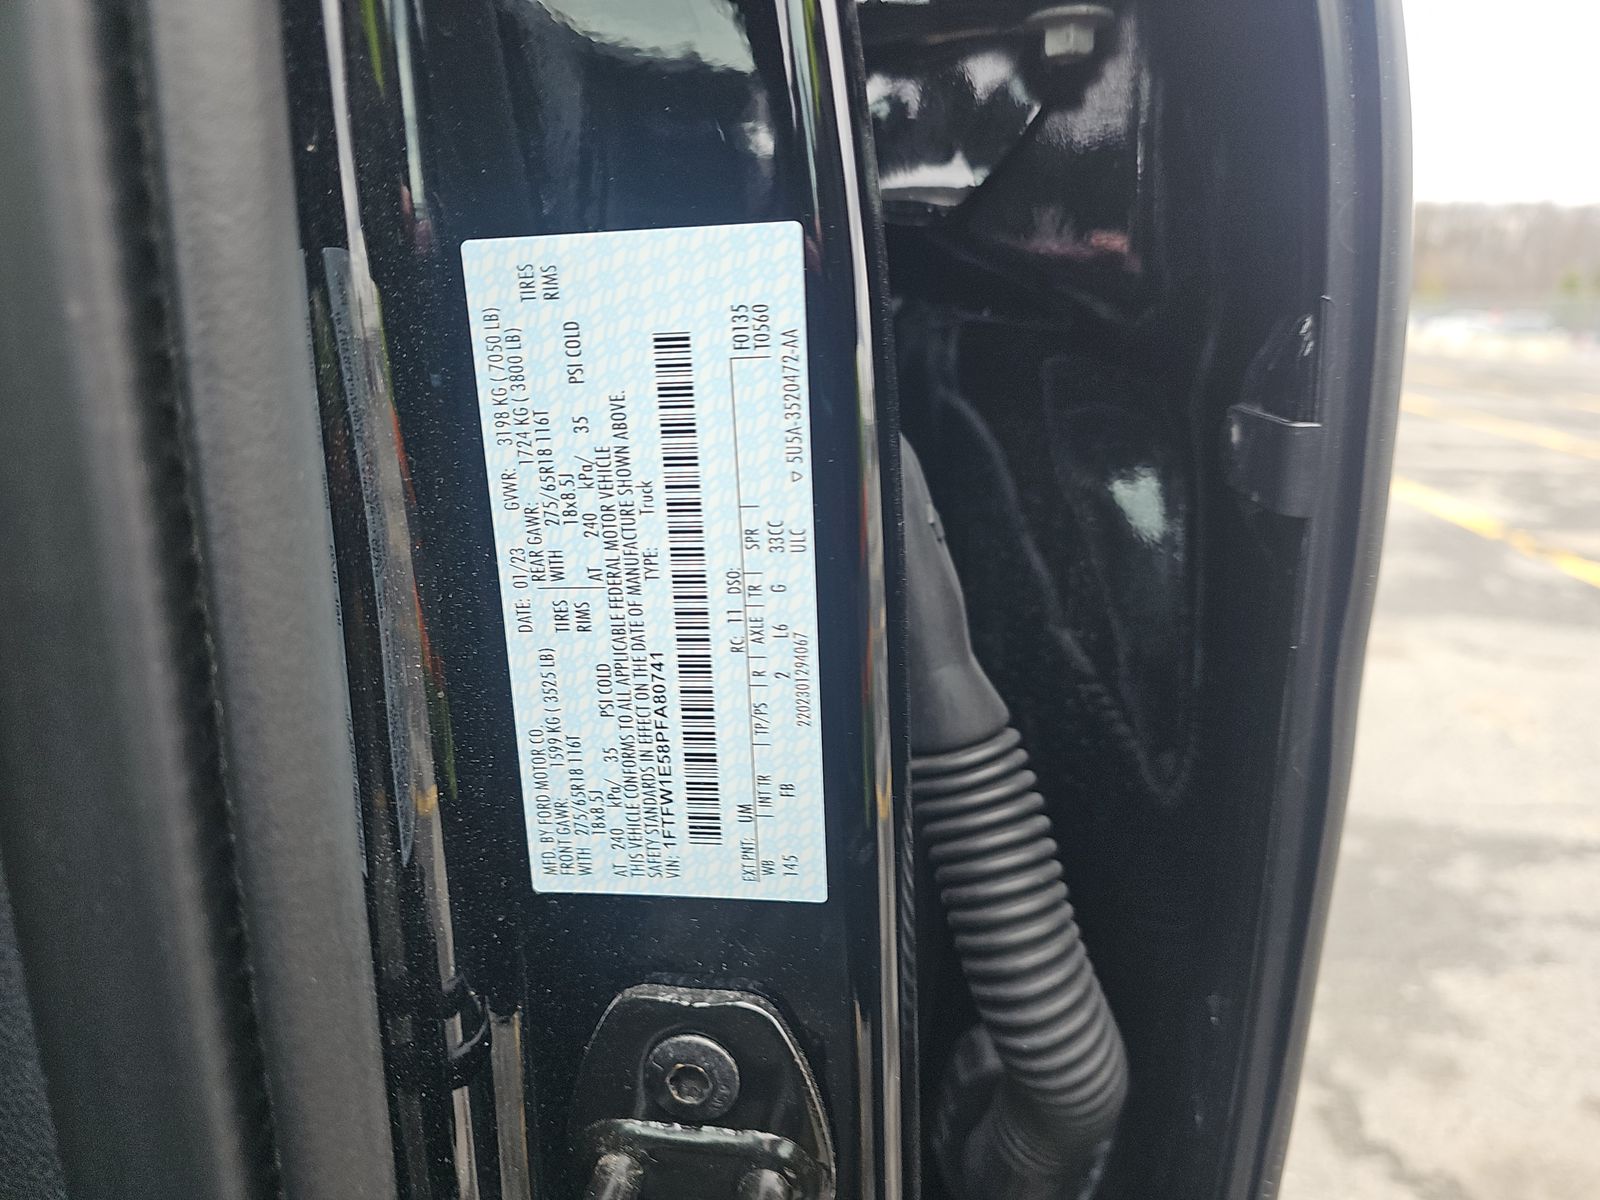 MFD. BY FORD MOTOR CO.
DATE: 01/23 GVWR: 3198 KG ( 7050 LB)
FRONT GAWR: 1599 KG ( 3525 LB) REAR GAWR: 1724 KG ( 3800 LB)
WITH 275/65R18 116T TIRES WITH 275/65R18 116T TIRES
18x8.5J RIMS 18x8.5J RIMS
AT 240 kPa/ 35 PSI COLD AT 240 kPa/ 35 PSI COLD
THIS VEHICLE CONFORMS TO ALL APPLICABLE FEDERAL MOTOR VEHICLE
SAFETY STANDARDS IN EFFECT ON THE DATE OF MANUFACTURE SHOWN ABOVE.
VIN: 1FTFW1E58PFA80741 TYPE: Truck
EXT PNT: UM RC: 11 DSO: F0135
WB INT TR TP/PS R AXLE TR SPR T0560
145 FB 2 L6 G 33CC
2202301294067 ULC ▽ 5U5A-3520472-AA